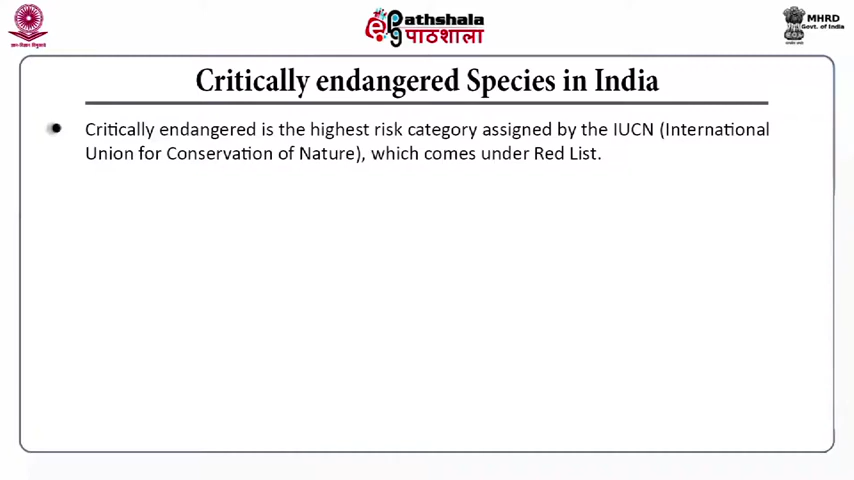 ePathshala
पाठशाला
MHRD
Govt. of India
Critically endangered Species in India
Critically endangered is the highest risk category assigned by the IUCN (International
Union for Conservation of Nature), which comes under Red List.